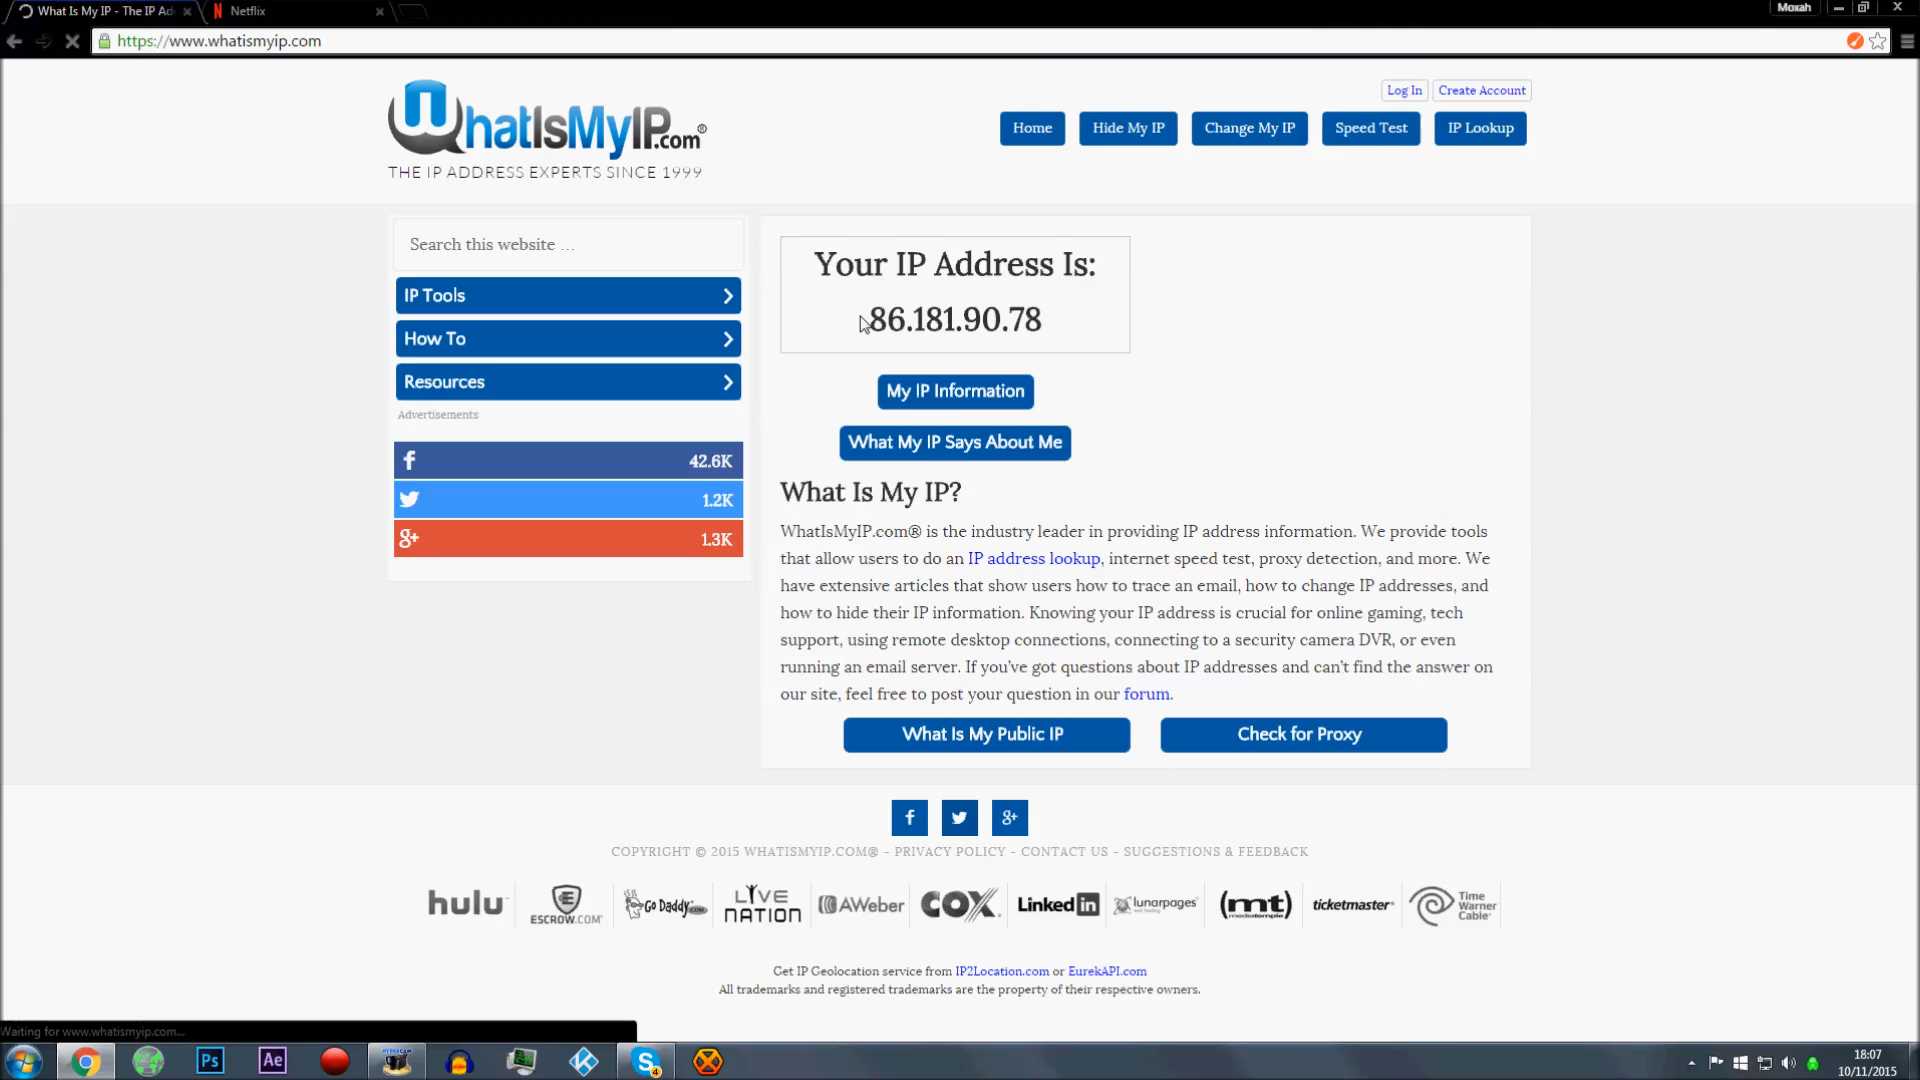 What Is My IP - The IP Ad
Netflix
Moxah
https://www.whatismyip.com
WhatIsMyIP.com®
THE IP ADDRESS EXPERTS SINCE 1999
Log In
Create Account
Home
Hide My IP
Change My IP
Speed Test
IP Lookup
Search this website …
IP Tools
How To
Resources
Advertisements
42.6K
1.2K
1.3K
Your IP Address Is:
86.181.90.78
My IP Information
What My IP Says About Me
What Is My IP?
WhatIsMyIP.com® is the industry leader in providing IP address information. We provide tools
that allow users to do an IP address lookup, internet speed test, proxy detection, and more. We
have extensive articles that show users how to trace an email, how to change IP addresses, and
how to hide their IP information. Knowing your IP address is crucial for online gaming, tech
support, using remote desktop connections, connecting to a security camera DVR, or even
running an email server. If you've got questions about IP addresses and can't find the answer on
our site, feel free to post your question in our forum.
What Is My Public IP
Check for Proxy
COPYRIGHT © 2015 WHATISMYIP.COM® - PRIVACY POLICY - CONTACT US - SUGGESTIONS & FEEDBACK
hulu
ESCROW.COM
Go Daddy.COM
LIVE NATION
AWeber
COX
LinkedIn
lunarpages
(mt) mediatemple
ticketmaster
Time Warner Cable
Get IP Geolocation service from IP2Location.com or EurekAPI.com
All trademarks and registered trademarks are the property of their respective owners.
Waiting for www.whatismyip.com...
Ps
Ae
18:07
10/11/2015